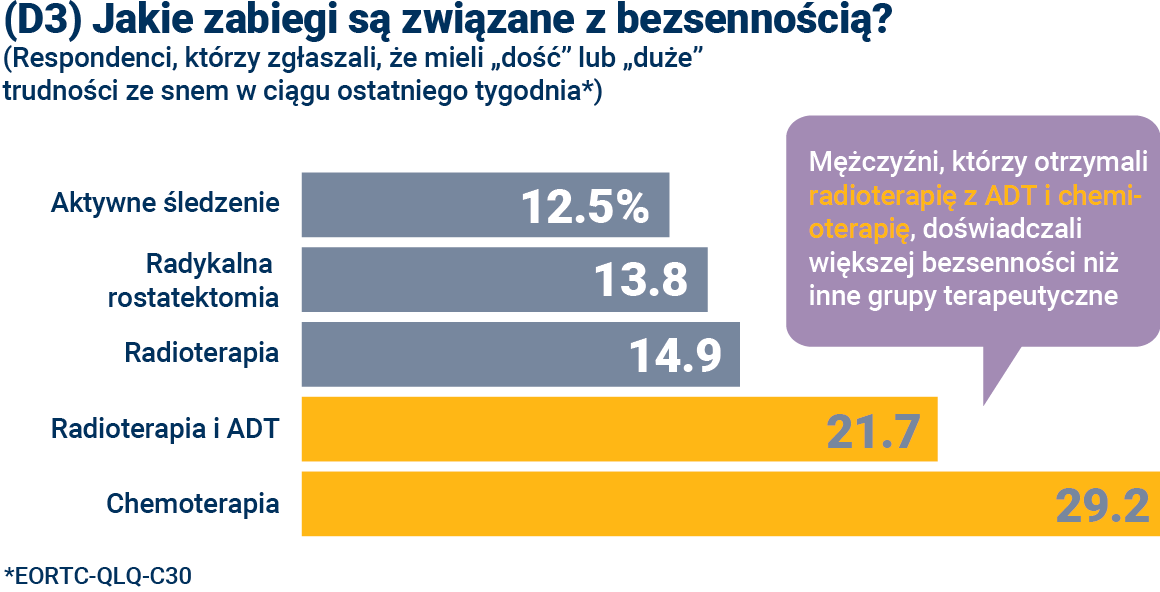 (D3) Jakie zabiegi są związane z bezsennością?
(Respondenci, którzy zgłaszali, że mieli „dość” lub „duże”
trudności ze snem w ciągu ostatniego tygodnia*)
Mężczyźni, którzy otrzymali
radioterapię z ADT i chemi-
oterapię, doświadczali
większej bezsenności niż
inne grupy terapeutyczne
Aktywne śledzenie
12.5%
Radykalna
rostatektomia
13.8
Radioterapia
14.9
Radioterapia i ADT
21.7
Chemoterapia
29.2
*EORTC-QLQ-C30